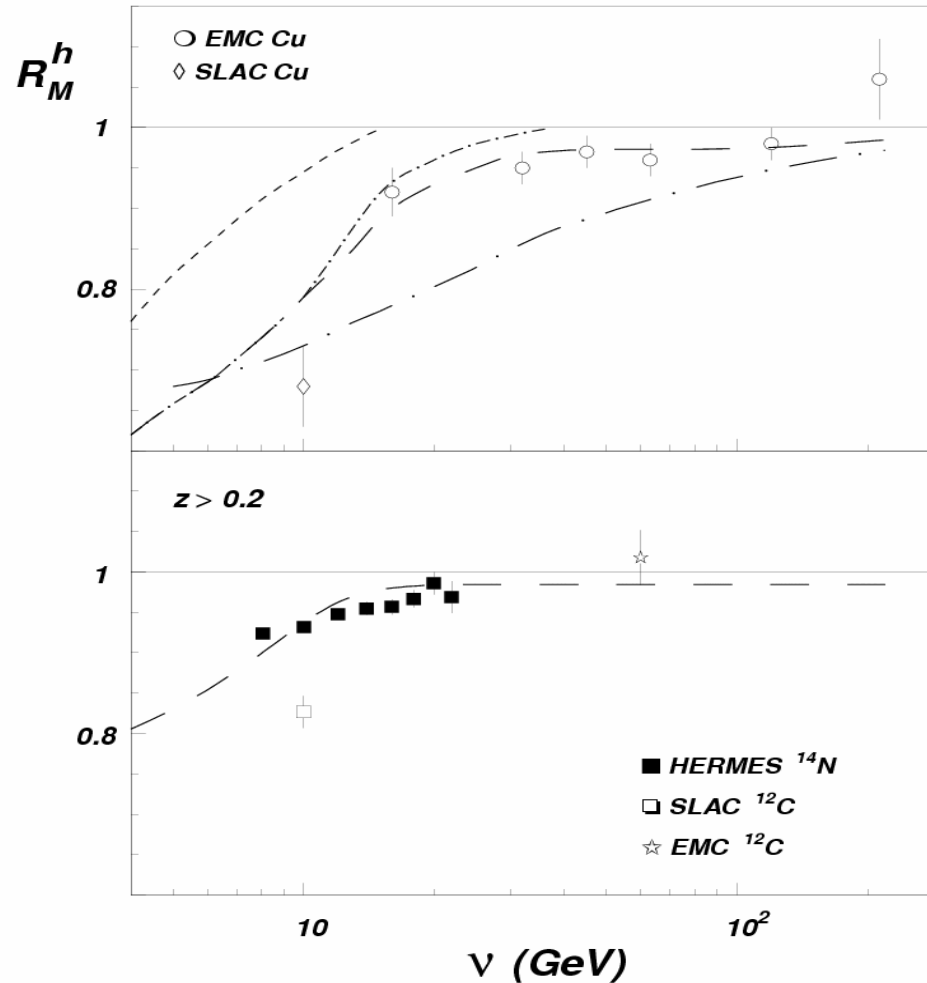 R_M^h
EMC Cu
SLAC Cu
1
0.8
z > 0.2
1
0.8
HERMES ¹⁴N
SLAC ¹²C
EMC ¹²C
10
10²
ν (GeV)